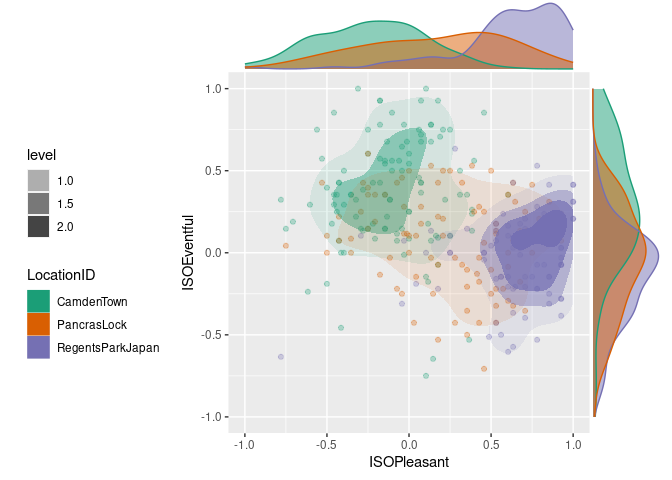 level
1.0
1.5
2.0
LocationID
CamdenTown
PancrasLock
RegentsParkJapan
ISOEventful
1.0
0.5
0.0
-0.5
-1.0
-1.0 -0.5 0.0 0.5 1.0
ISOPleasant